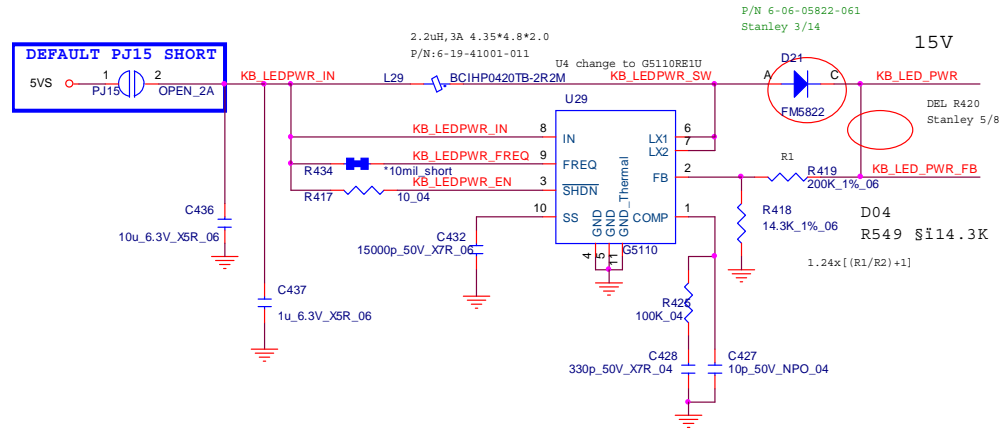 P/N 6-06-05822-061
Stanley 3/14
2.2uH,3A 4.35*4.8*2.0
P/N:6-19-41001-011
15V
DEFAULT PJ15 SHORT
U4 change to G5110RE1U
D21
5VS
1
2
PJ15
OPEN_2A
KB_LEDPWR_IN
L29
BCIHP0420TB-2R2M
KB_LEDPWR_SW
A
C
FM5822
KB_LED_PWR
DEL R420
Stanley 5/8
U29
KB_LEDPWR_IN
8
IN
LX1
6
LX2
7
KB_LEDPWR_FREQ
9
FREQ
R434
*10mil_short
KB_LEDPWR_EN
3
SHDN
R417
10_04
FB
2
R1
R419
200K_1%_06
KB_LED_PWR_FB
10
SS
COMP
1
GND
GND
GND_Thermal
4
5
11
G5110
R418
14.3K_1%_06
D04
R549 §ï14.3K
1.24x[(R1/R2)+1]
C436
10u_6.3V_X5R_06
C432
15000p_50V_X7R_06
C437
1u_6.3V_X5R_06
R425
100K_04
C428
330p_50V_X7R_04
C427
10p_50V_NPO_04